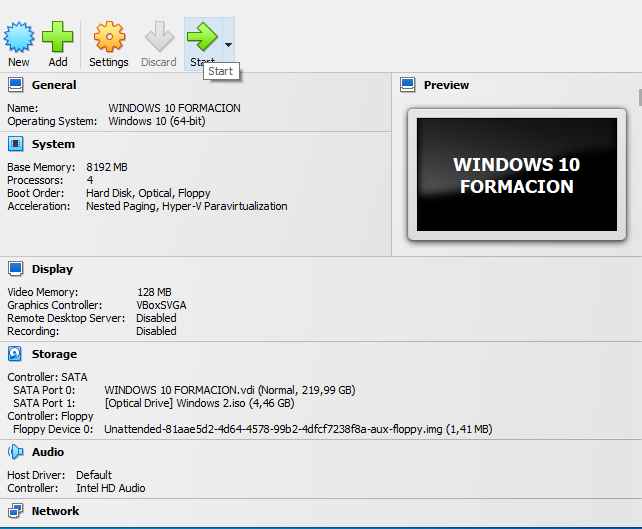 New Add Settings Discard Start
Start
General
Name: WINDOWS 10 FORMACION
Operating System: Windows 10 (64-bit)
System
Base Memory: 8192 MB
Processors: 4
Boot Order: Hard Disk, Optical, Floppy
Acceleration: Nested Paging, Hyper-V Paravirtualization
Preview
WINDOWS 10
FORMACION
Display
Video Memory: 128 MB
Graphics Controller: VBoxSVGA
Remote Desktop Server: Disabled
Recording: Disabled
Storage
Controller: SATA
SATA Port 0: WINDOWS 10 FORMACION.vdi (Normal, 219,99 GB)
SATA Port 1: [Optical Drive] Windows 2.iso (4,46 GB)
Controller: Floppy
Floppy Device 0: Unattended-81aae5d2-4d64-4578-99b2-4dfcf7238f8a-aux-floppy.img (1,41 MB)
Audio
Host Driver: Default
Controller: Intel HD Audio
Network